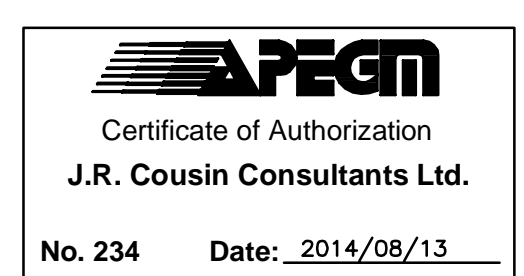 APEGM
Certificate of Authorization
J.R. Cousin Consultants Ltd.
No. 234 Date: 2014/08/13